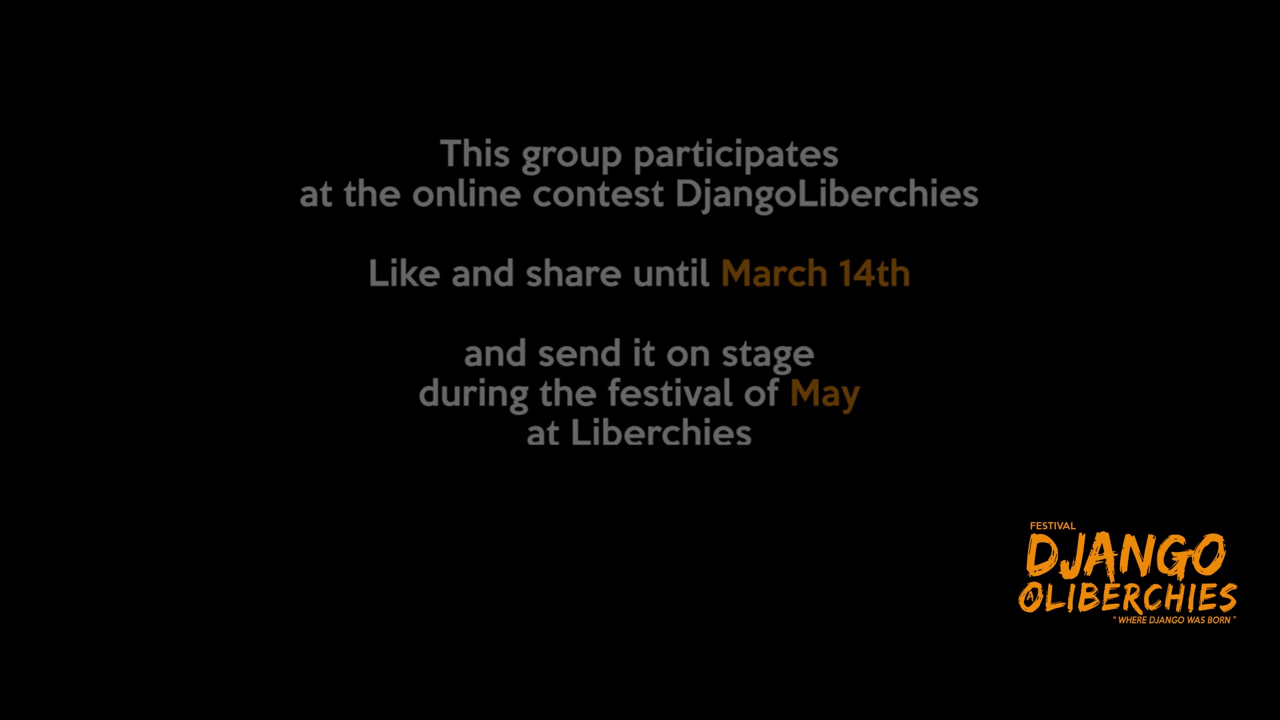 This group participates
at the online contest DjangoLiberchies
Like and share until March 14th
and send it on stage
during the festival of May
at Liberchies
FESTIVAL
DJANGO
A LIBERCHIES
" WHERE DJANGO WAS BORN "